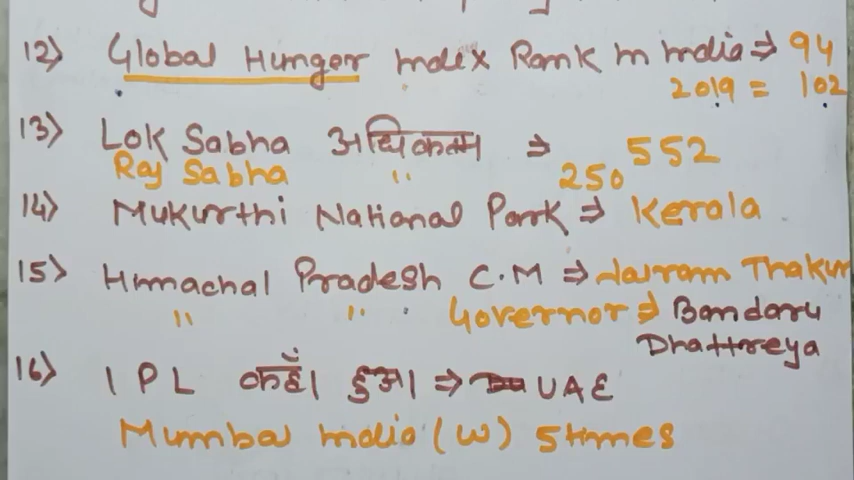 12) Global Hunger Index Rank in India ⇒ 94
2019 = 102
13) Lok Sabha अधिकतम ⇒ 552
Raj Sabha " 250
14) Mukurthi National Park ⇒ Kerala
15) Himachal Pradesh C.M ⇒ Jairam Thakur
" " Governor ⇒ Bandaru
Dhattreya
16) IPL कहाँ हुआ ⇒ UAE
Mumbai India (W) 5 times